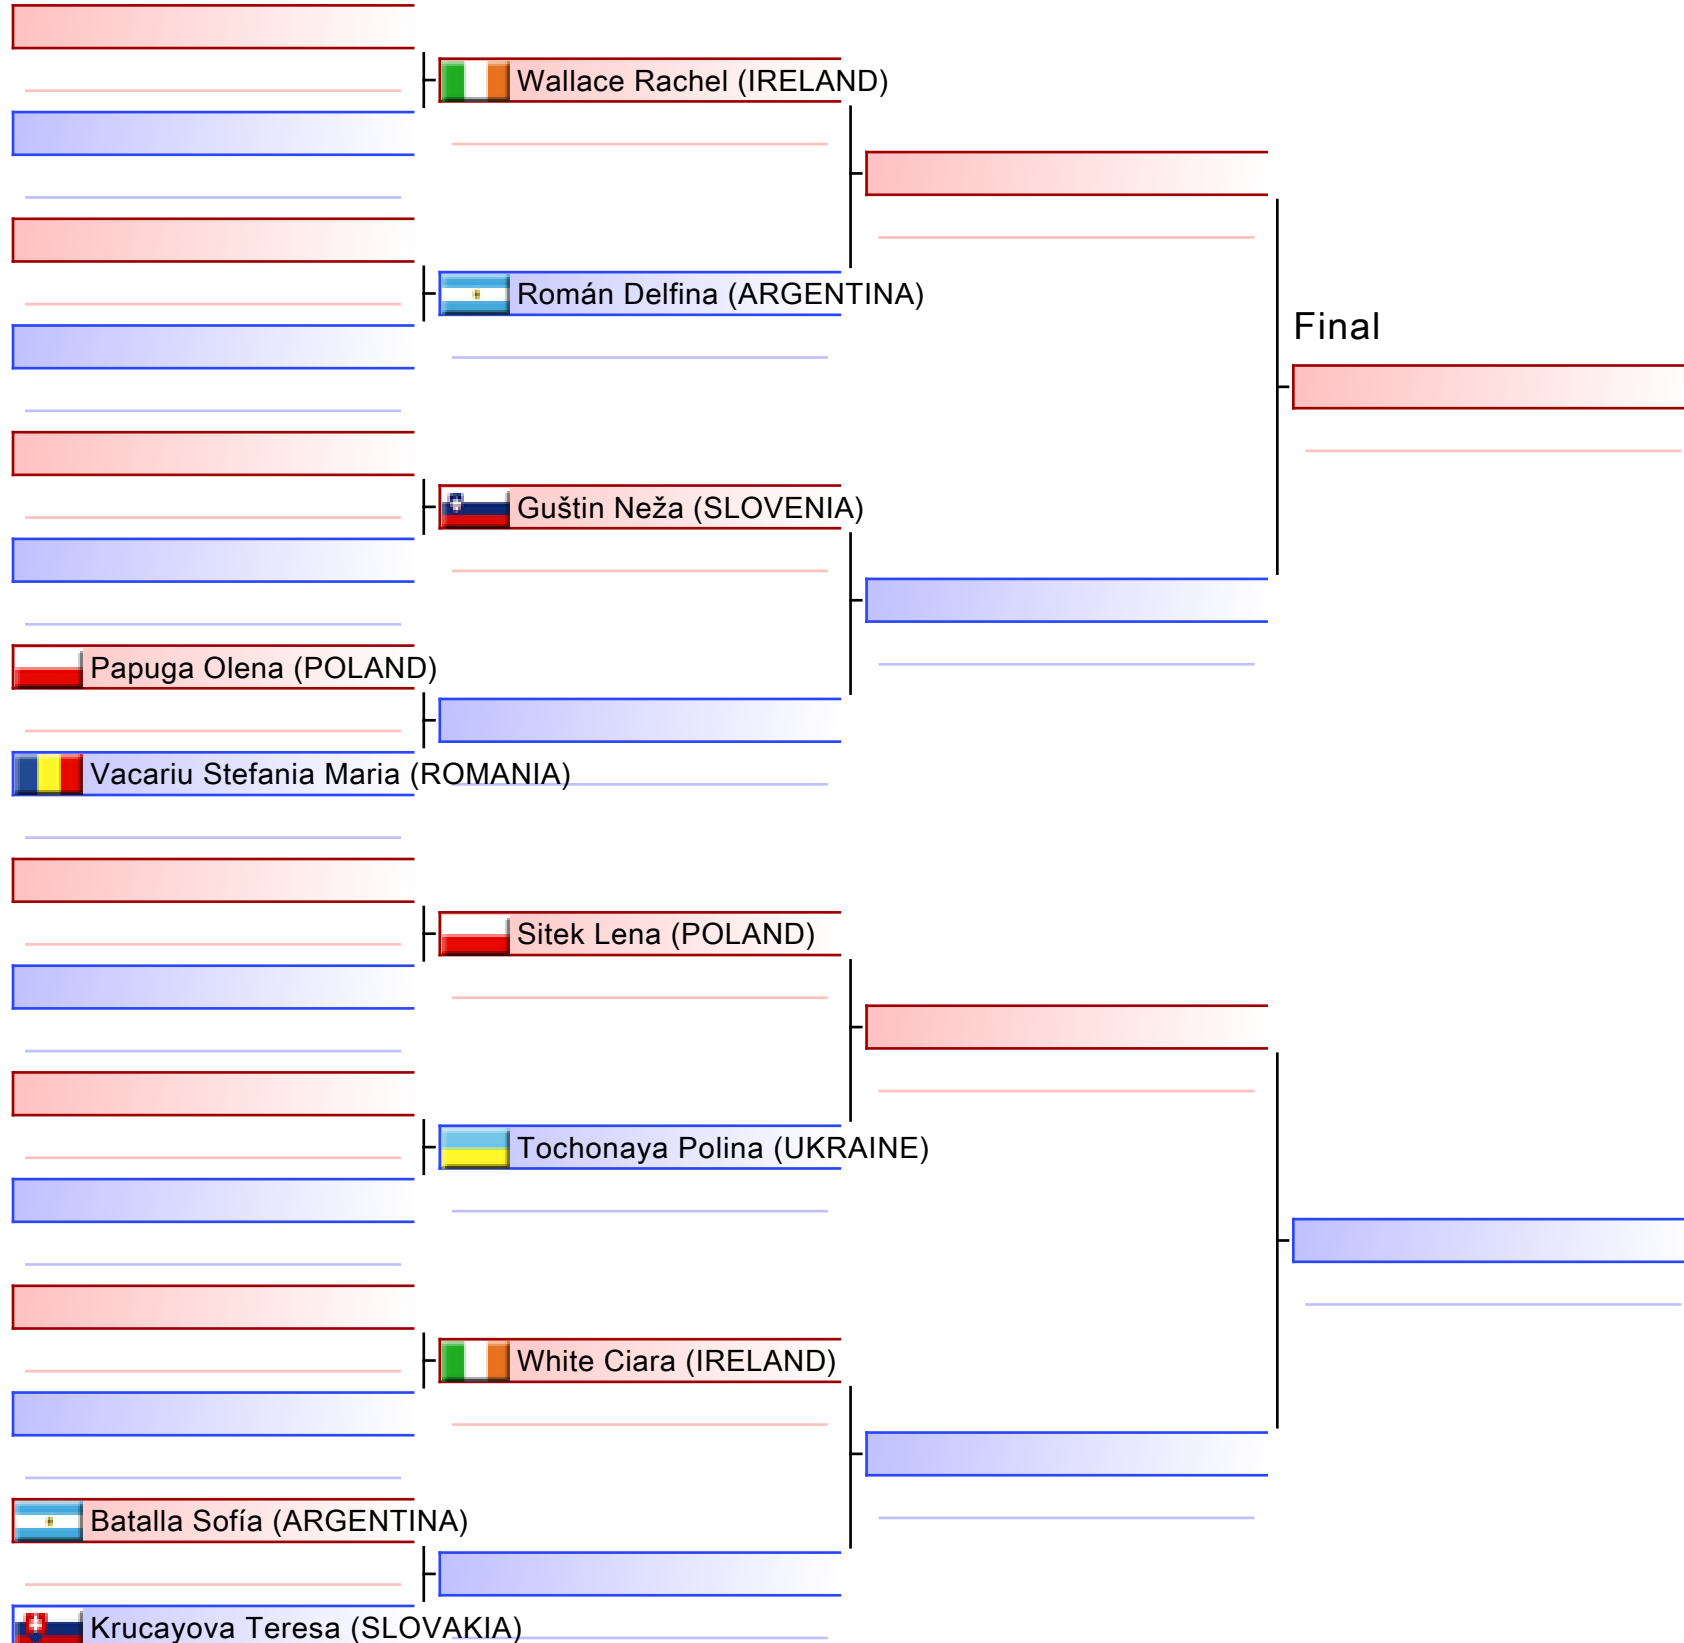 Wallace Rachel (IRELAND)
Román Delfina (ARGENTINA)
Final
Guštin Neža (SLOVENIA)
Papuga Olena (POLAND)
Vacariu Stefania Maria (ROMANIA)
Sitek Lena (POLAND)
Tochonaya Polina (UKRAINE)
White Ciara (IRELAND)
Batalla Sofía (ARGENTINA)
Krucayova Teresa (SLOVAKIA)